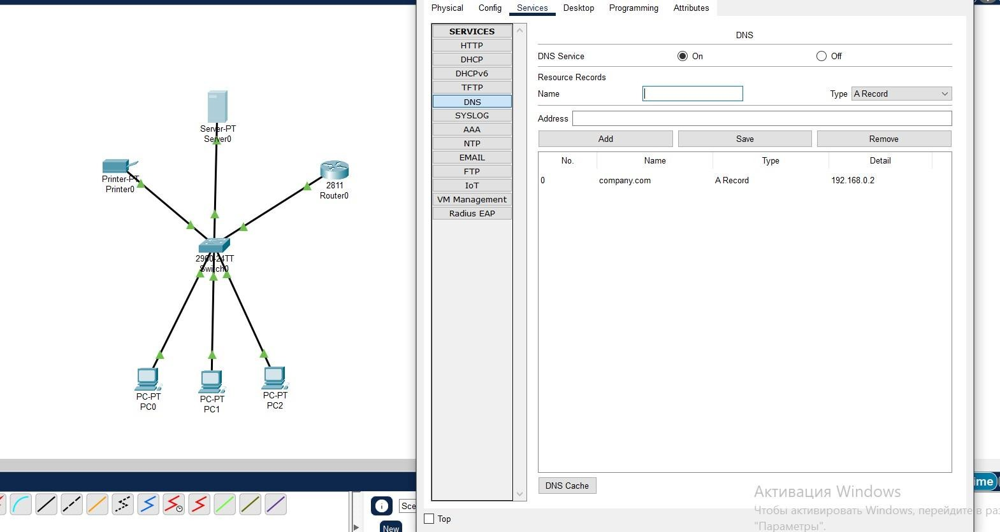 Physical Config Services Desktop Programming Attributes
SERVICES
HTTP
DHCP
DHCPv6
TFTP
DNS
SYSLOG
AAA
NTP
EMAIL
FTP
IoT
VM Management
Radius EAP
DNS
DNS Service On Off
Resource Records
Name Type A Record
Address
Add Save Remove
No. Name Type Detail
0 company.com A Record 192.168.0.2
DNS Cache
Top
Server-PT
Server0
Printer-PT
Printer0
2811
Router0
2960-24TT
Switch0
PC-PT
PC0
PC-PT
PC1
PC-PT
PC2
Sce
New
ime
Активация Windows
Чтобы активировать Windows, перейдите в раз
"Параметры".